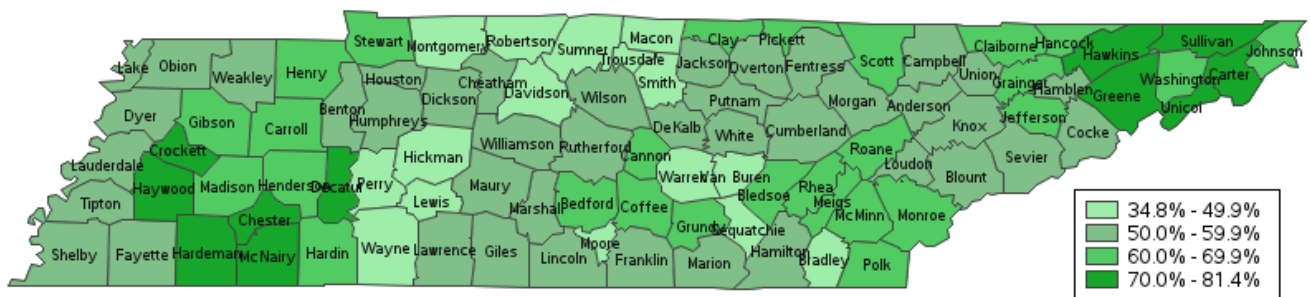 Stewart
Montgomery
Robertson
Sumner
Macon
Trousdale
Clay
Pickett
Scott
Claiborne
Hancock
Hawkins
Sullivan
Johnson
Lake
Obion
Weakley
Henry
Houston
Cheatham
Davidson
Wilson
Smith
Jackson
Overton
Fentress
Campbell
Union
Grainger
Hamblen
Greene
Washington
Carter
Unicoi
Dyer
Gibson
Carroll
Benton
Humphreys
Dickson
Putnam
Morgan
Anderson
Knox
Jefferson
Cocke
Lauderdale
Crockett
Haywood
Madison
Henderson
Decatur
Perry
Hickman
Williamson
Rutherford
Cannon
DeKalb
White
Cumberland
Roane
Loudon
Blount
Sevier
Tipton
Chester
Lewis
Maury
Marshall
Bedford
Coffee
Warren
Van Buren
Bledsoe
Rhea
Meigs
McMinn
Monroe
Shelby
Fayette
Hardeman
McNairy
Hardin
Wayne
Lawrence
Giles
Lincoln
Moore
Franklin
Grundy
Marion
Sequatchie
Hamilton
Bradley
Polk
34.8% - 49.9%
50.0% - 59.9%
60.0% - 69.9%
70.0% - 81.4%